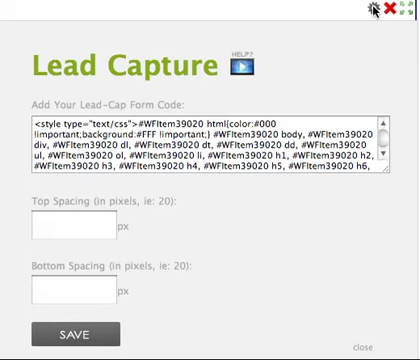 HELP?
Lead Capture
Add Your Lead-Cap Form Code:
<style type="text/css">#WFItem39020 html{color:#000
!important;background:#FFF !important;} #WFItem39020 body, #WFItem39020
div, #WFItem39020 dl, #WFItem39020 dt, #WFItem39020 dd, #WFItem39020
ul, #WFItem39020 ol, #WFItem39020 li, #WFItem39020 h1, #WFItem39020 h2,
#WFItem39020 h3, #WFItem39020 h4, #WFItem39020 h5, #WFItem39020 h6,
Top Spacing (in pixels, ie: 20):
px
Bottom Spacing (in pixels, ie: 20):
px
SAVE
close